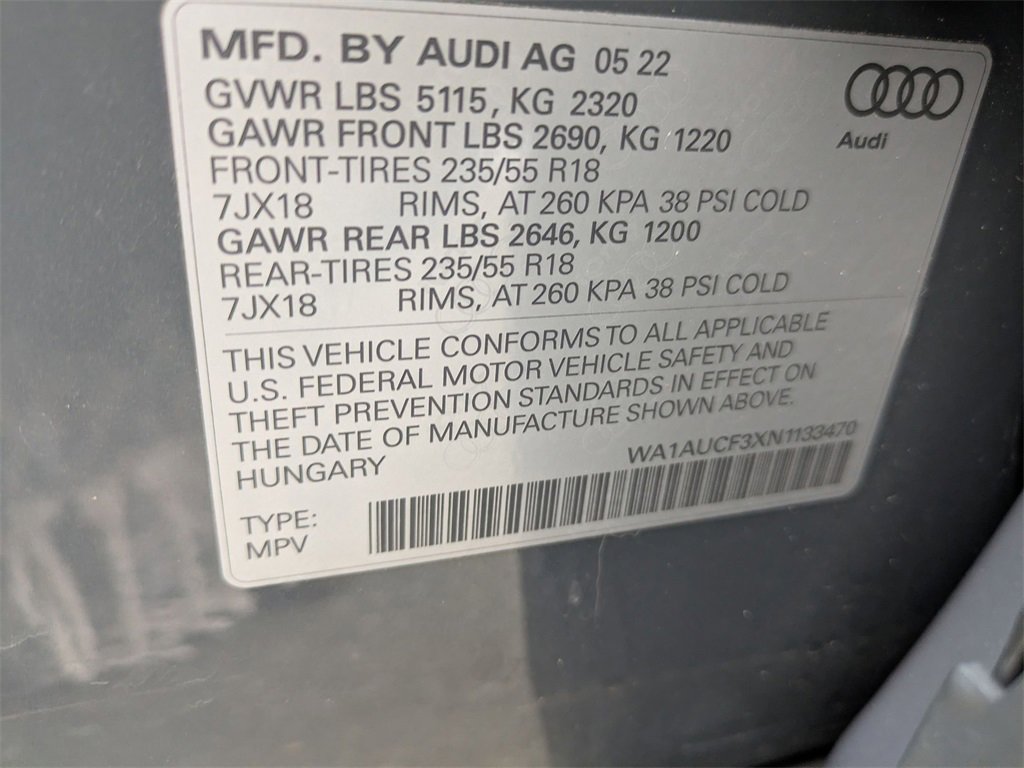 MFD. BY AUDI AG 05 22
GVWR LBS 5115, KG 2320
GAWR FRONT LBS 2690, KG 1220
FRONT-TIRES 235/55 R18
7JX18 RIMS, AT 260 KPA 38 PSI COLD
GAWR REAR LBS 2646, KG 1200
REAR-TIRES 235/55 R18
7JX18 RIMS, AT 260 KPA 38 PSI COLD
Audi
THIS VEHICLE CONFORMS TO ALL APPLICABLE
U.S. FEDERAL MOTOR VEHICLE SAFETY AND
THEFT PREVENTION STANDARDS IN EFFECT ON
THE DATE OF MANUFACTURE SHOWN ABOVE.
HUNGARY
WA1AUCF3XN1133470
TYPE:
MPV